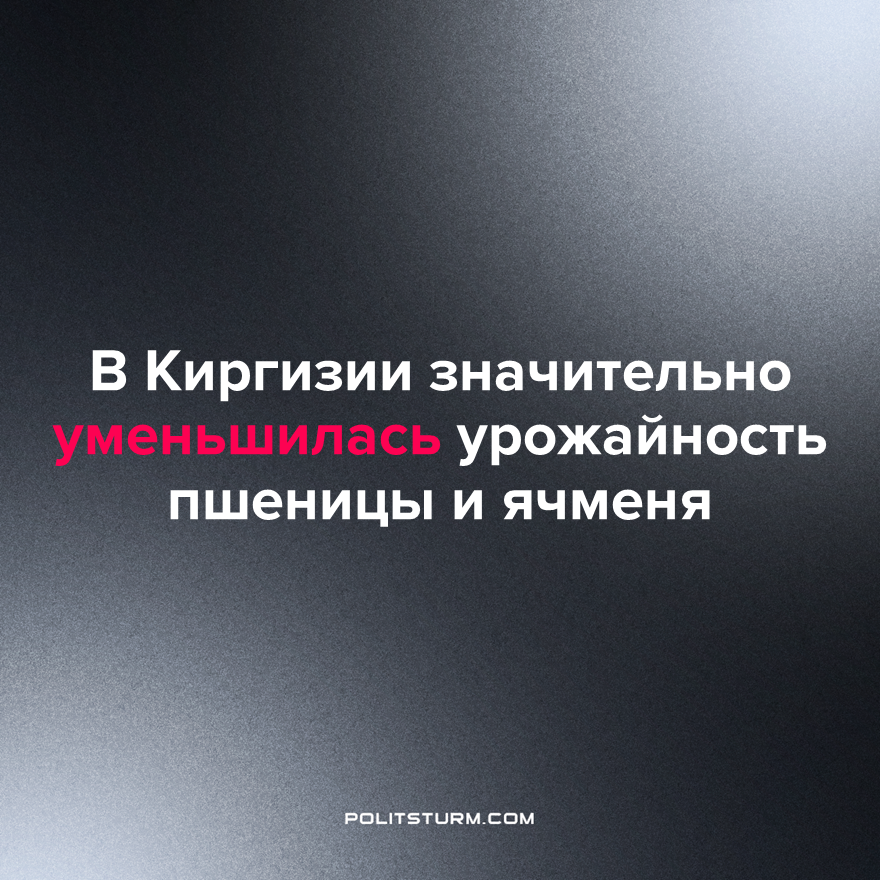 В Киргизии значительно
уменьшилась урожайность
пшеницы и ячменя
POLITSTURM.COM